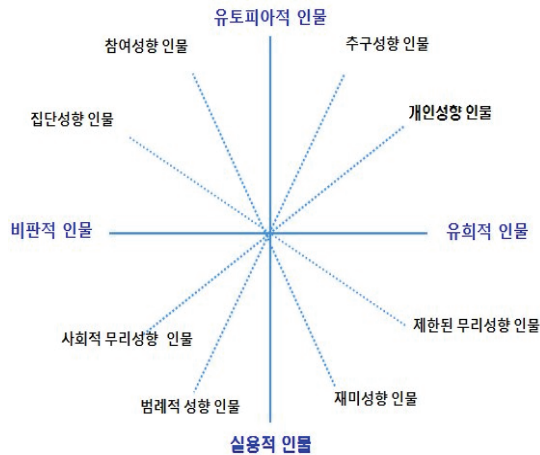 유토피아적 인물
참여성향 인물
추구성향 인물
집단성향 인물
개인성향 인물
비판적 인물
유희적 인물
사회적 무리성향 인물
제한된 무리성향 인물
범례적 성향 인물
재미성향 인물
실용적 인물